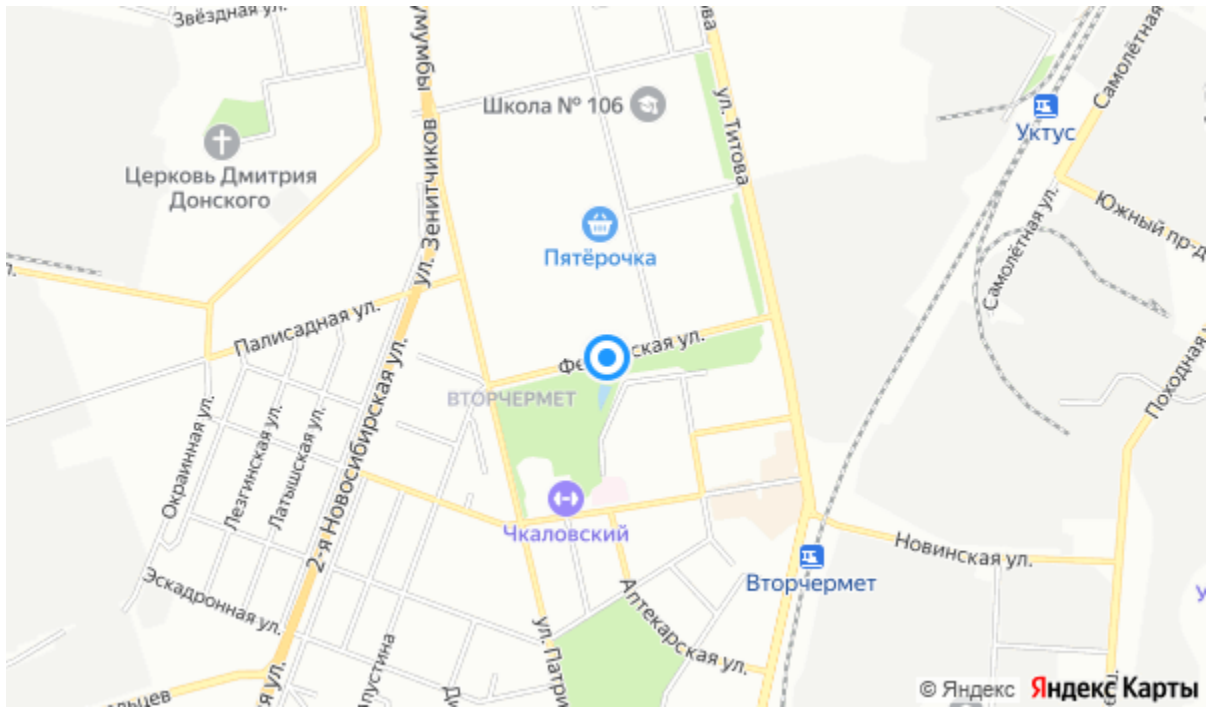 Звёздная ул.
Школа № 106
ул. Титова
Уктус
Самолётная ул.
Церковь Дмитрия
Донского
ул. Зенитчиков
Южный пр-д
Пятёрочка
Самолётная ул.
Палисадная ул.
ВТОРЧЕРМЕТ
Походная
Окраинная ул.
Лезгинская ул.
Латышская ул.
2-я Новосибирская ул.
Чкаловский
Новинская ул.
Вторчермет
Эскадронная ул.
Аптекарская ул.
ул. Патри
© Яндекс Яндекс Карты